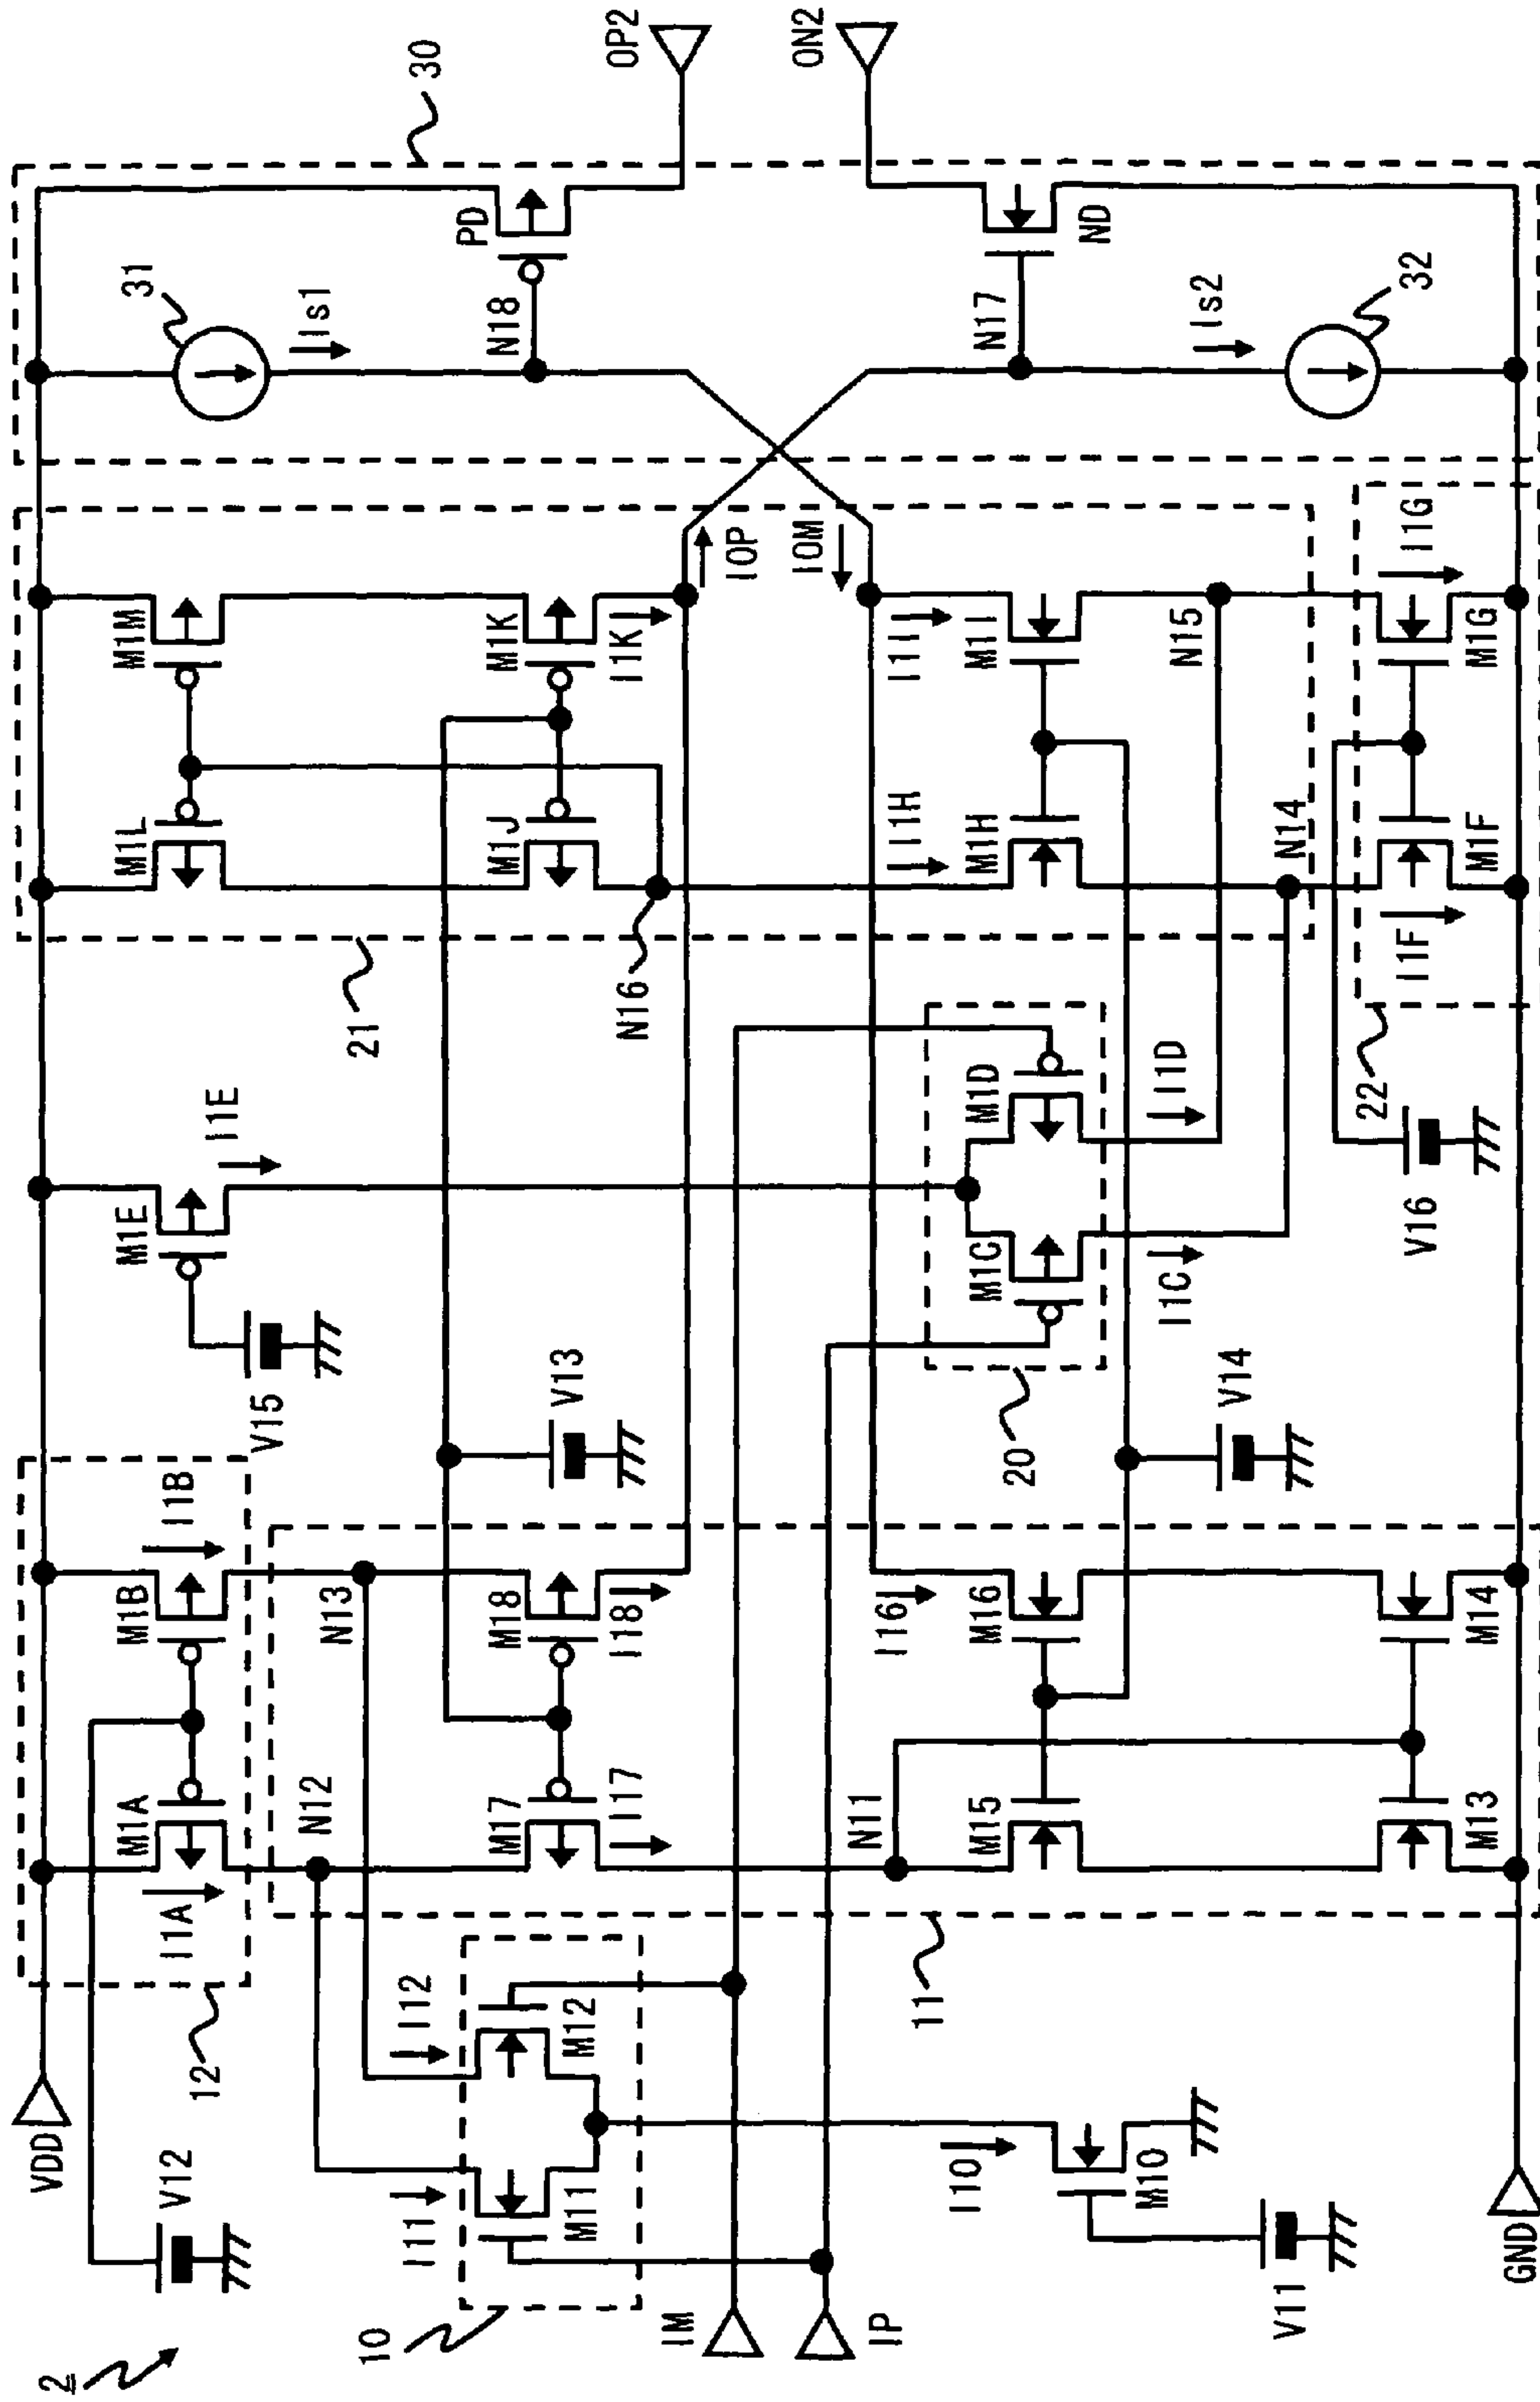 2
VDD
V12
12
I1A
M1A
M1B
I1B
V15
M1E
I1E
21
M1L
M1M
31
Is1
30
OP2
PD
N18
N12
N13
10
I11
I12
M11
M12
M17
M18
I17
I18
V13
N16
M1J
M1K
I1K
IOP
IOM
ON2
IM
IP
N11
11
I10
M10
V11
M15
M16
I16
20
M1C
M1D
I1C
I1D
V14
I1H
I1I
M1H
M1I
N17
ND
Is2
32
N14
N15
M13
M14
V16
22
I1F
M1F
M1G
I1G
GND